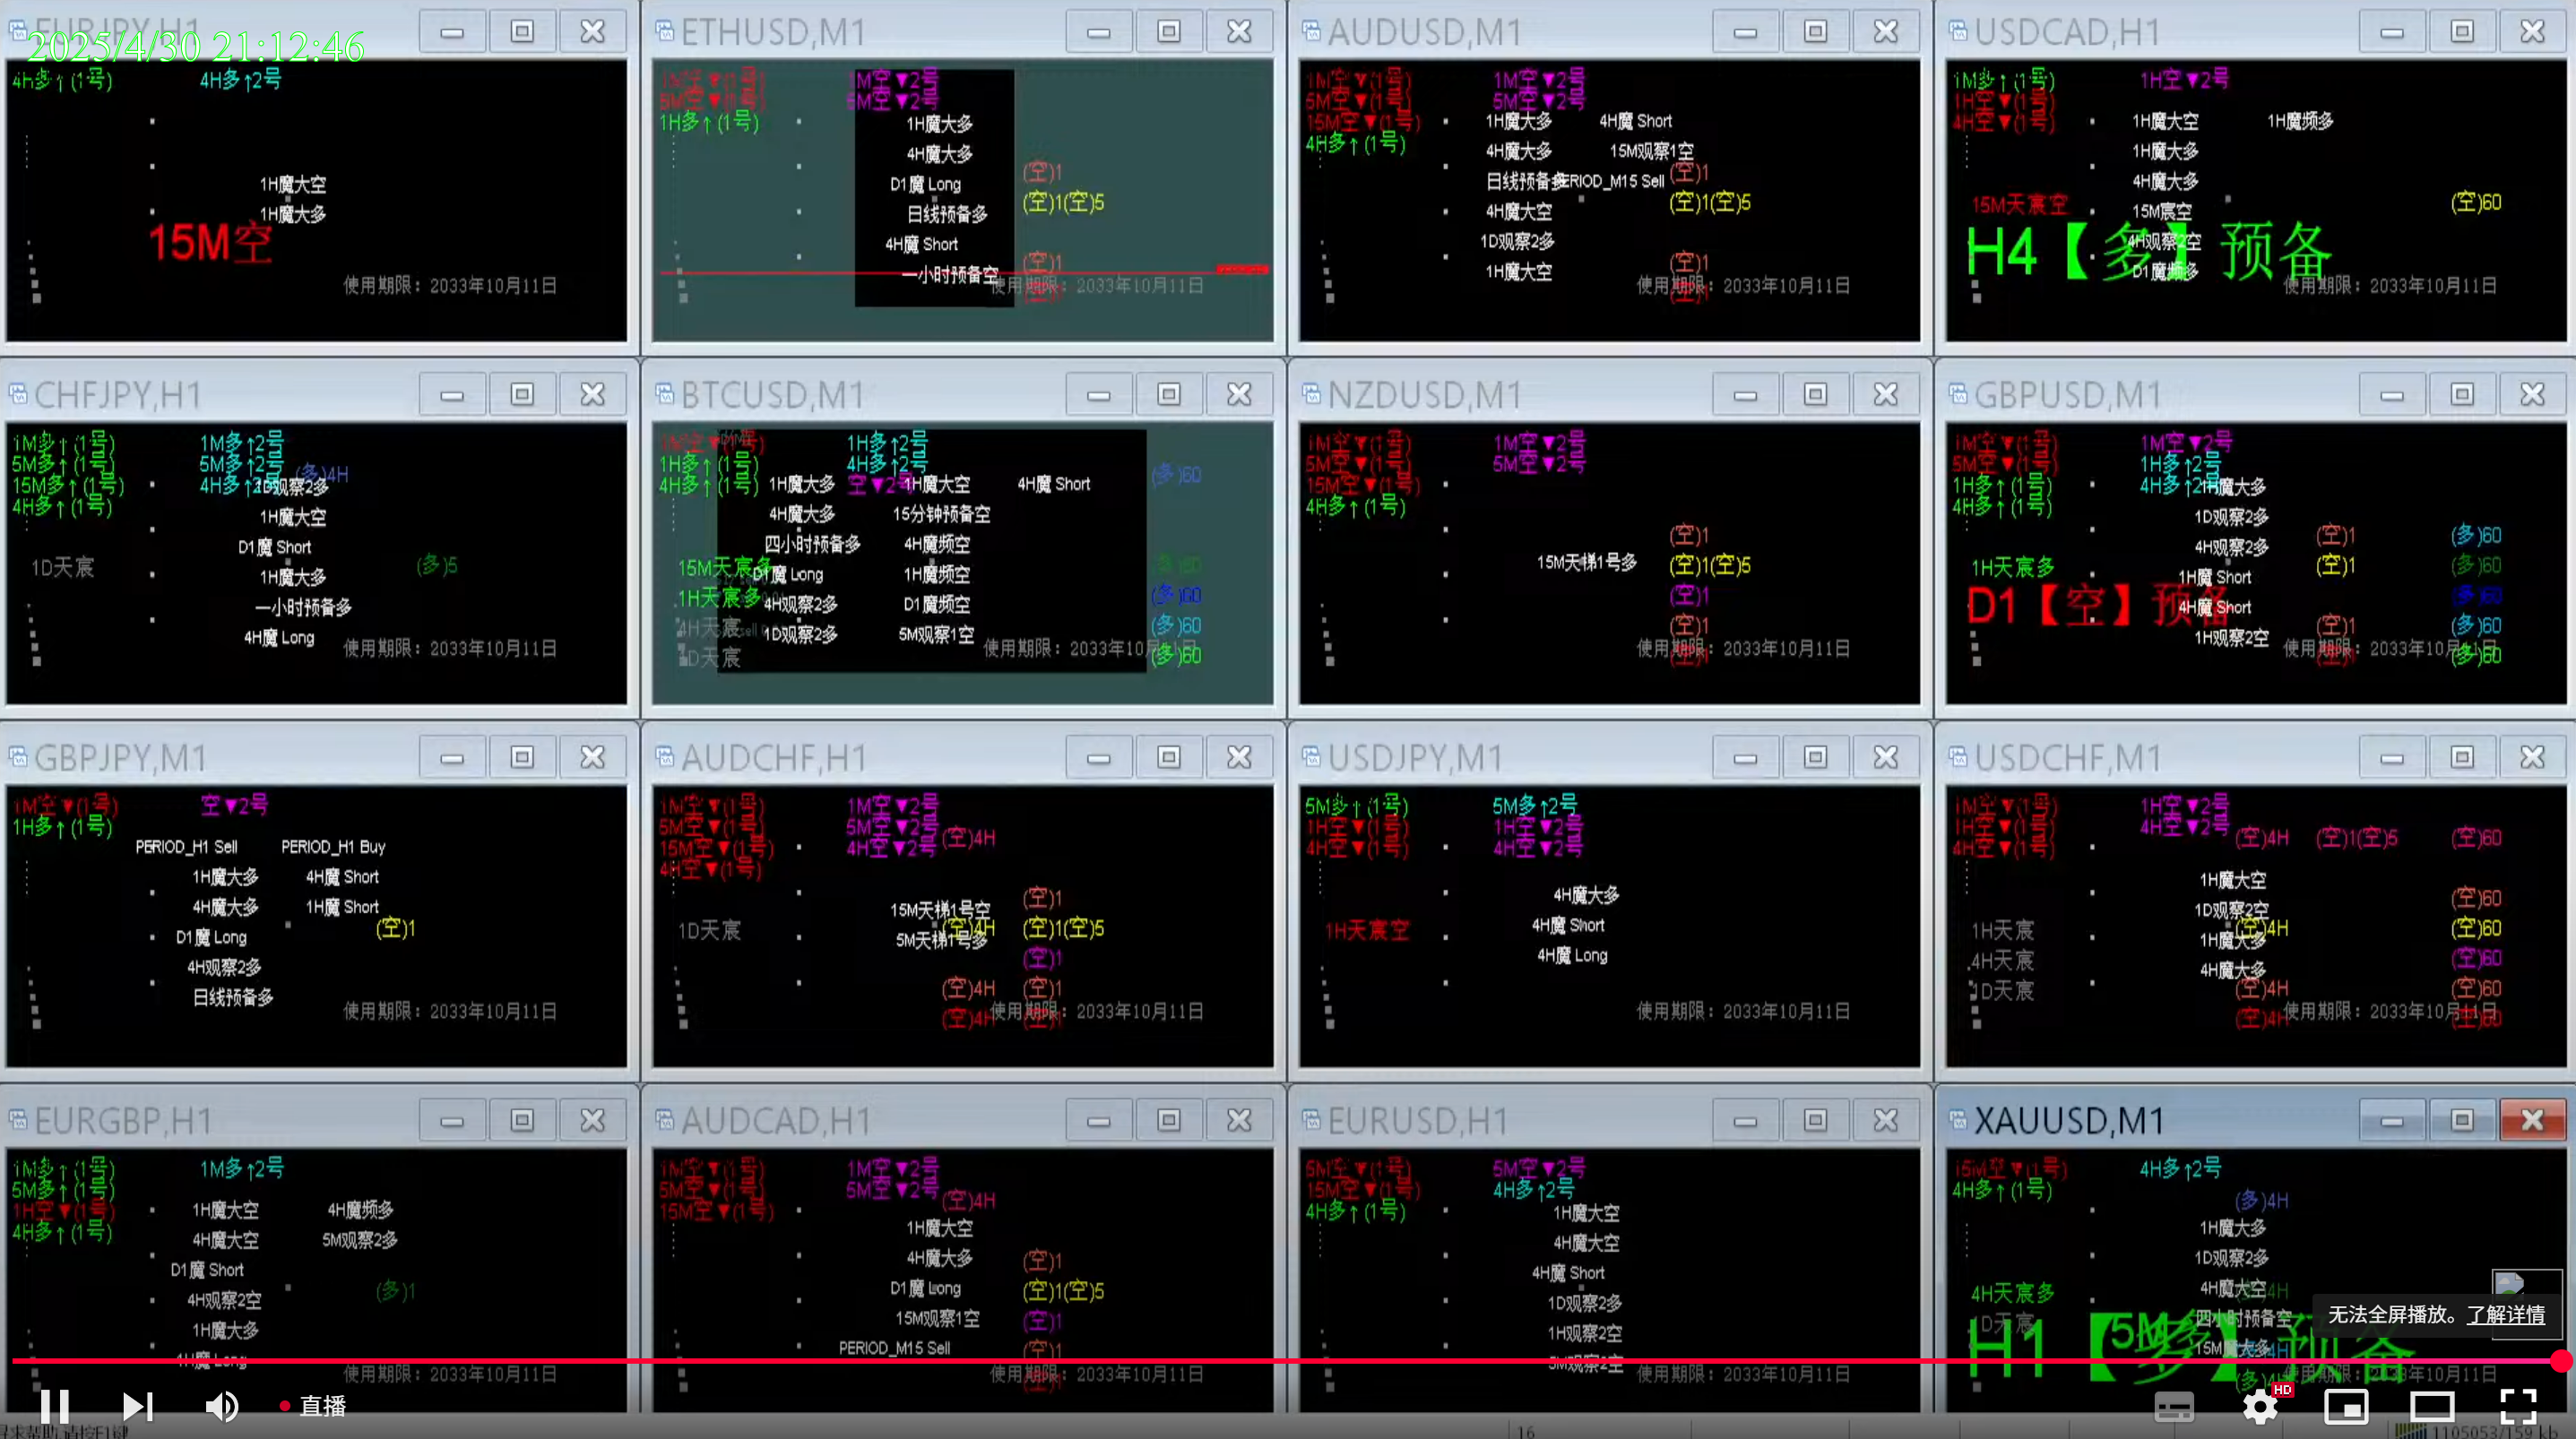 EURJPY,H1
2025/4/30 21:12:46
4H多↑(1号) 4H多↑2号
1H魔大空
1H魔大多
15M空
使用期限：2033年10月11日
ETHUSD,M1
1M空▼(1号) 1M空▼2号
5M空▼(1号) 5M空▼2号
1H多↑(1号)
1H魔大多
4H魔大多
(空)1
D1魔 Long
(空)1(空)5
日线预备多
4H魔 Short
(空)1
一小时预备空
使用期限：2033年10月11日
AUDUSD,M1
1M空▼(1号) 1M空▼2号
5M空▼(1号) 5M空▼2号
15M空▼(1号)
4H多↑(1号)
1H魔大多 4H魔 Short
4H魔大多 15M观察1空
(空)1
日线预备多 PERIOD_M15 Sell
(空)1(空)5
4H魔大空
1D观察2多
(空)1
1H魔大空
使用期限：2033年10月11日
USDCAD,H1
1M多↑(1号) 1H空▼2号
1H空▼(1号)
4H空▼(1号)
1H魔大空 1H魔频多
1H魔大多
4H魔大多
15M天宸空 15M宸空 (空)60
4H观察2空
H4【多】预备
D1魔频多
使用期限：2033年10月11日
CHFJPY,H1
1M多↑(1号) 1M多↑2号
5M多↑(1号) 5M多↑2号 (多)4H
15M多↑(1号) 4H多↑2号 1D观察2多
4H多↑(1号)
1H魔大空
D1魔 Short
1D天宸 (多)5
1H魔大多
一小时预备多
4H魔 Long
使用期限：2033年10月11日
BTCUSD,M1
1H多↑2号
1H多↑(1号) 4H多↑2号
4H多↑(1号) 1H魔大多 空▼2号 1H魔大空 4H魔 Short (多)60
4H魔大多 15分钟预备空
四小时预备多 4H魔频空
15M天宸多 (多)60
D1魔 Long 1H魔频空
1H天宸多 4H观察2多 D1魔频空 (多)60
4H天宸 1D观察2多 5M观察1空 (多)60
1D天宸 使用期限：2033年10月11日 (多)60
NZDUSD,M1
1M空▼(1号) 1M空▼2号
5M空▼(1号) 5M空▼2号
15M空▼(1号)
4H多↑(1号)
(空)1
15M天梯1号多 (空)1(空)5
(空)1
(空)1
使用期限：2033年10月11日
GBPUSD,M1
1M空▼(1号) 1M空▼2号
5M空▼(1号) 1H多↑2号
1H多↑(1号) 4H多↑2号 1H魔大多
4H多↑(1号)
1D观察2多
4H观察2多 (空)1 (多)60
1H天宸多 (空)1 (多)60
1H魔 Short
D1【空】预备 4H魔 Short (多)60
1H观察2空 (空)1 (多)60
使用期限：2033年10月11日 (多)60
GBPJPY,M1
1M空▼(1号) 空▼2号
1H多↑(1号)
PERIOD_H1 Sell PERIOD_H1 Buy
1H魔大多 4H魔 Short
4H魔大多 1H魔 Short
(空)1
D1魔 Long
4H观察2多
日线预备多
使用期限：2033年10月11日
AUDCHF,H1
1M空▼(1号) 1M空▼2号
5M空▼(1号) 5M空▼2号 (空)4H
15M空▼(1号) 4H空▼2号
4H空▼(1号)
15M天梯1号空 (空)1
1D天宸 (空)4H (空)1(空)5
5M天梯1号多
(空)1
(空)4H (空)1
(空)4H 使用期限：2033年10月11日
USDJPY,M1
5M多↑(1号) 5M多↑2号
1H空▼(1号) 1H空▼2号
4H空▼(1号) 4H空▼2号
4H魔大多
1H天宸空 4H魔 Short
4H魔 Long
使用期限：2033年10月11日
USDCHF,M1
1M空▼(1号) 1H空▼2号
1H空▼(1号) 4H空▼2号 (空)4H (空)1(空)5 (空)60
4H空▼(1号)
1H魔大空
1D观察2空 (空)60
1H天宸 (空)4H (空)60
1H魔大多
4H天宸 4H魔大多 (空)60
1D天宸 (空)4H (空)60
(空)4H 使用期限：2033年10月11日 (空)60
EURGBP,H1
1M多↑(1号) 1M多↑2号
5M多↑(1号)
1H空▼(1号) 1H魔大空 4H魔频多
4H多↑(1号) 4H魔大空 5M观察2多
D1魔 Short
4H观察2空 (多)1
1H魔大多
4H魔 Long
使用期限：2033年10月11日
AUDCAD,H1
1M空▼(1号) 1M空▼2号
5M空▼(1号) 5M空▼2号 (空)4H
15M空▼(1号)
1H魔大空
4H魔大多 (空)1
D1魔 Long (空)1(空)5
15M观察1空 (空)1
PERIOD_M15 Sell (空)1
使用期限：2033年10月11日
EURUSD,H1
5M空▼(1号) 5M空▼2号
15M空▼(1号) 4H多↑2号
4H多↑(1号) 1H魔大空
4H魔大空
4H魔 Short
1D观察2多
1H观察2空
5M观察2空
使用期限：2033年10月11日
XAUUSD,M1
15M空▼(1号) 4H多↑2号
4H多↑(1号) (多)4H
1H魔大多
1D观察2多
4H天宸多 4H魔大空
1D天宸 四小时预备空
H1【多】预备
5M多
15M魔大多
使用期限：2033年10月11日
无法全屏播放。了解详情
直播
HD
16
1105053/159 kb